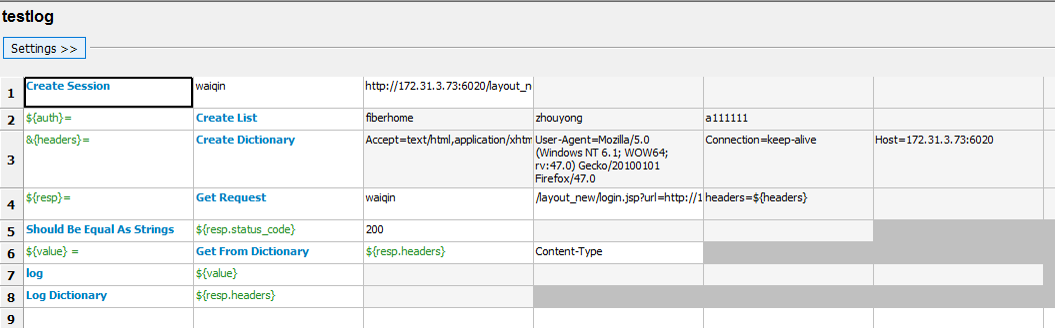 testlog
Settings >>
1 Create Session waiqin http://172.31.3.73:6020/layout_n
2 ${auth}= Create List fiberhome zhouyong a111111
3 &{headers}= Create Dictionary Accept=text/html,application/xhtm User-Agent=Mozilla/5.0 (Windows NT 6.1; WOW64; rv:47.0) Gecko/20100101 Firefox/47.0 Connection=keep-alive Host=172.31.3.73:6020
4 ${resp}= Get Request waiqin /layout_new/login.jsp?url=http://1 headers=${headers}
5 Should Be Equal As Strings ${resp.status_code} 200
6 ${value} = Get From Dictionary ${resp.headers} Content-Type
7 log ${value}
8 Log Dictionary ${resp.headers}
9